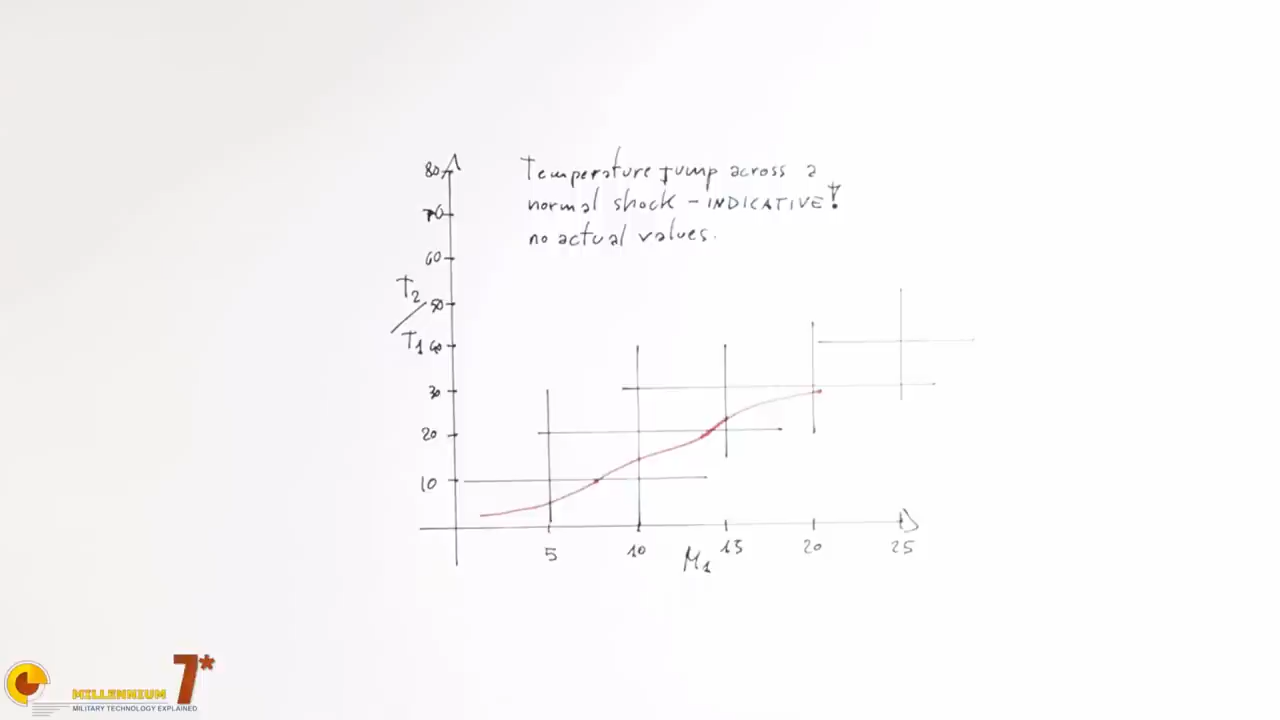 Temperature Jump across a
normal shock – INDICATIVE!
no actual values.
80
70
60
T2
/
50
T1
40
30
20
10
5
10
M1
15
20
25
7*
MILLENNIUM
MILITARY TECHNOLOGY EXPLAINED